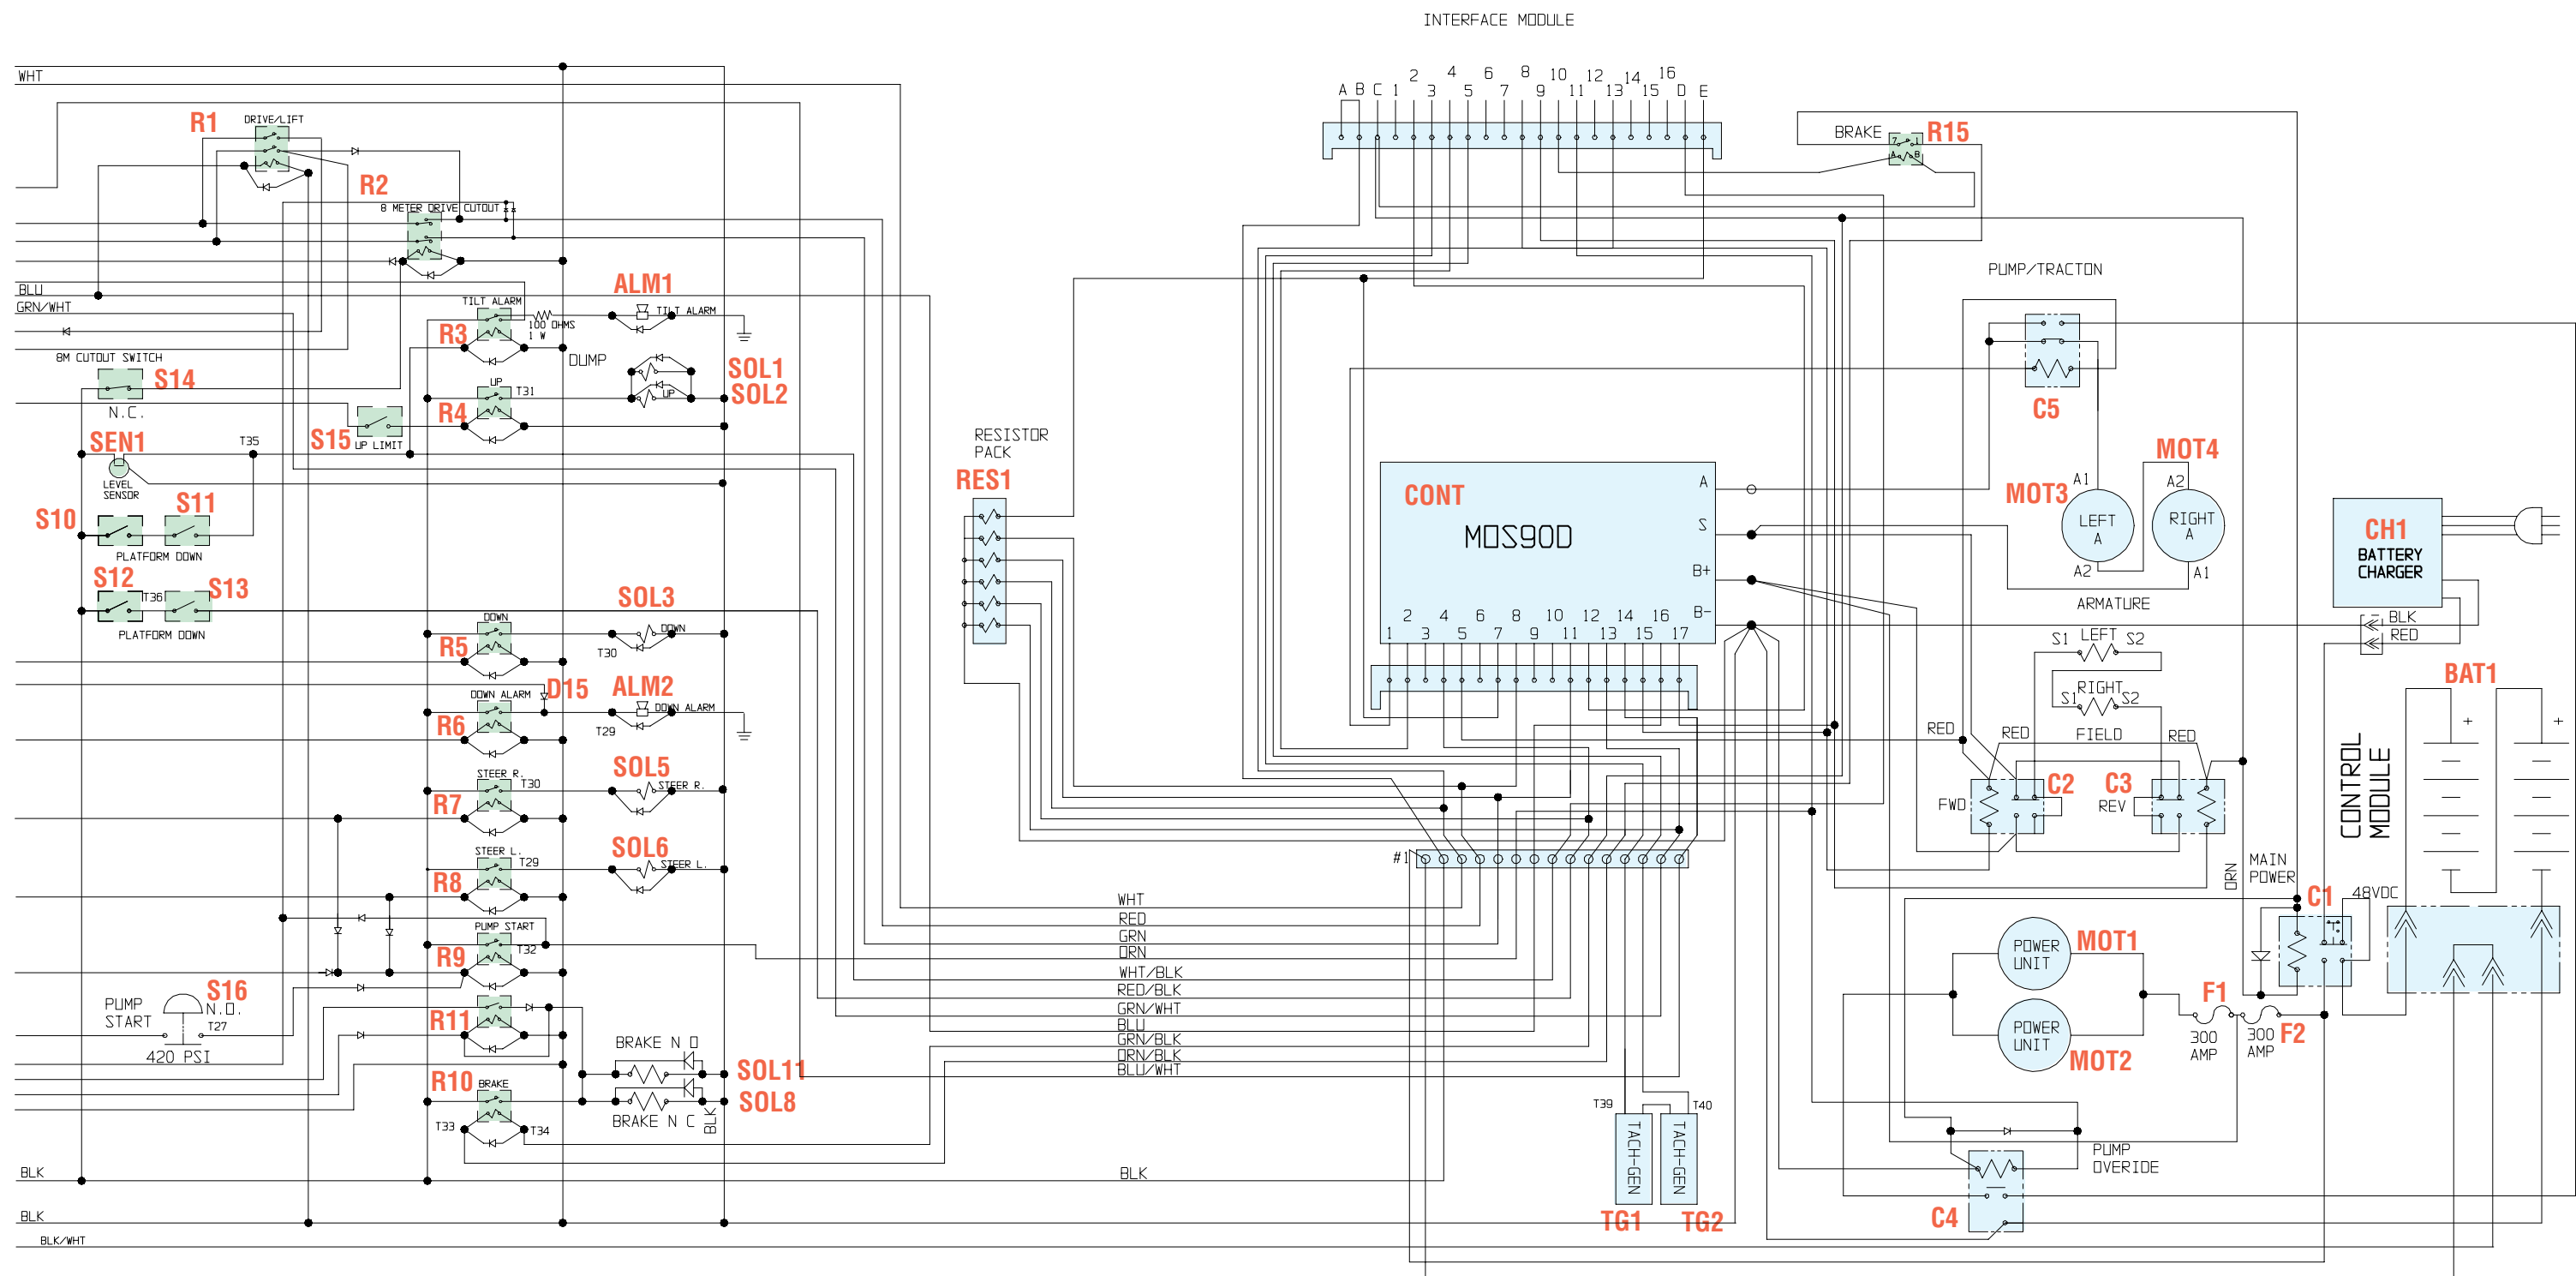 INTERFACE MODULE
A B C 1 2 3 4 5 6 7 8 9 10 11 12 13 14 15 16 D E
WHT
R1
DRIVE/LIFT
R2
8 METER DRIVE CUTOUT
BRAKE
R15
7 1
A B
PUMP/TRACTON
BLU
GRN/WHT
TILT ALARM
R3
100 OHMS
1 W
ALM1
TILT ALARM
DUMP
SOL1
SOL2
UP
8M CUTOUT SWITCH
S14
N.C.
UP
T31
R4
S15
UP LIMIT
C5
SEN1
T35
LEVEL
SENSOR
RESISTOR
PACK
RES1
CONT
MOS90D
A
S
B+
B-
1 2 3 4 5 6 7 8 9 10 11 12 13 14 15 16 17
MOT3
A1
LEFT
A
A2
MOT4
A2
RIGHT
A
A1
ARMATURE
CH1
BATTERY
CHARGER
BLK
RED
S10
S11
PLATFORM DOWN
S12
T36
S13
PLATFORM DOWN
DOWN
R5
SOL3
DOWN
T30
S1 LEFT S2
S1 RIGHT S2
FIELD
RED
RED
RED
BAT1
+
+
DOWN ALARM
D15
R6
ALM2
DOWN ALARM
T29
STEER R.
T30
R7
SOL5
STEER R.
STEER L.
T29
R8
SOL6
STEER L.
FWD
C2
C3
REV
CONTROL
MODULE
#1
ORN
MAIN
POWER
C1
48VDC
PUMP START
T32
R9
WHT
RED
GRN
ORN
WHT/BLK
RED/BLK
GRN/WHT
BLU
GRN/BLK
ORN/BLK
BLU/WHT
POWER
UNIT
MOT1
POWER
UNIT
MOT2
F1
300
AMP
300
AMP
F2
PUMP
START
S16
N.O.
T27
420 PSI
R11
BRAKE N O
SOL11
R10
BRAKE
SOL8
BRAKE N C
BLK
T33
T34
T39
T40
TACH-GEN
TACH-GEN
TG1
TG2
PUMP
OVERIDE
C4
BLK
BLK
BLK
BLK/WHT